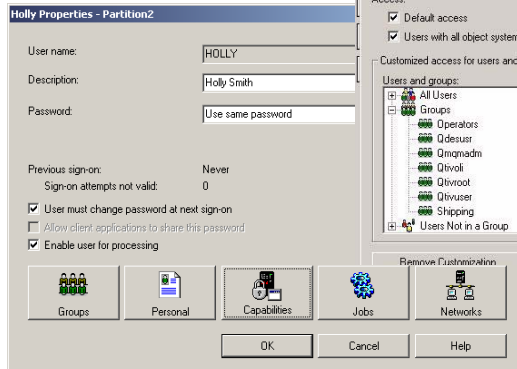 Holly Properties - Partition2
User name:
HOLLY
Description:
Holly Smith
Password:
Use same password
Previous sign-on:
Never
Sign-on attempts not valid:
0
User must change password at next sign-on
Allow client applications to share this password
Enable user for processing
Groups
Personal
Capabilities
Jobs
Networks
OK
Cancel
Help
Access:
Default access
Users with all object system
Customized access for users and
Users and groups:
All Users
Groups
Operators
Qdesusr
Qmqmadm
Qtivoli
Qtivroot
Qtivuser
Shipping
Users Not in a Group
Remove Customization